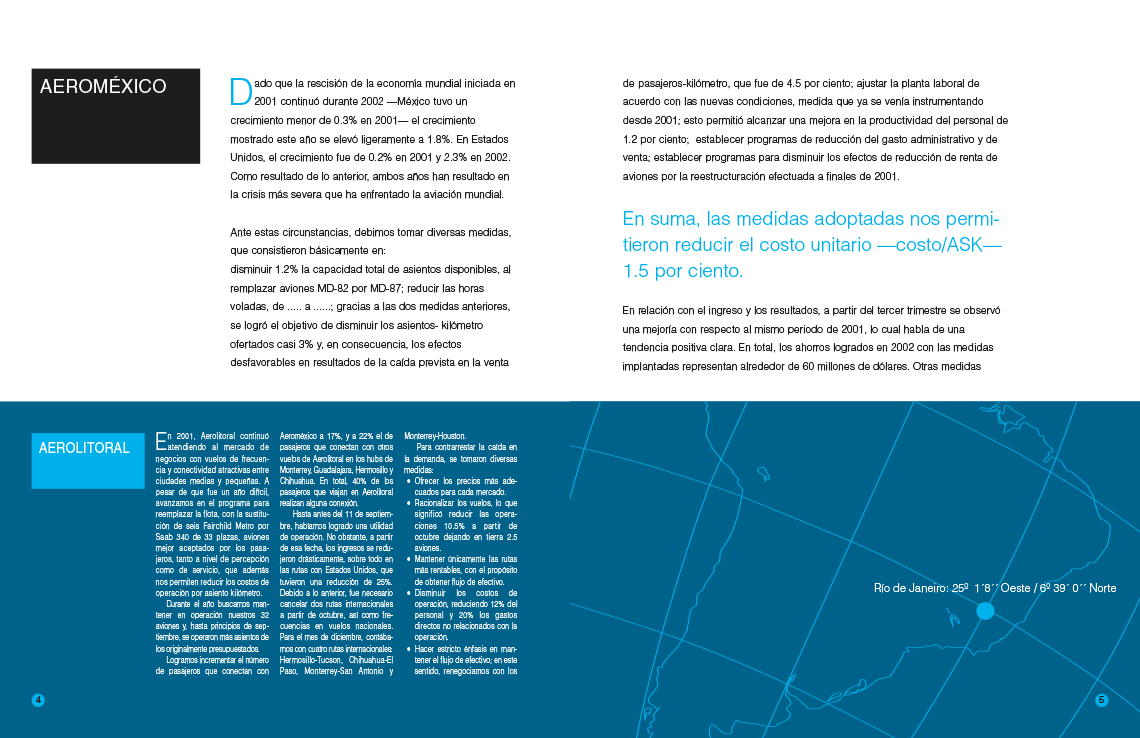 AEROMÉXICO
Dado que la rescisión de la economía mundial iniciada en
2001 continuó durante 2002 —México tuvo un
crecimiento menor de 0.3% en 2001— el crecimiento
mostrado este año se elevó ligeramente a 1.8%. En Estados
Unidos, el crecimiento fue de 0.2% en 2001 y 2.3% en 2002.
Como resultado de lo anterior, ambos años han resultado en
la crisis más severa que ha enfrentado la aviación mundial.
Ante estas circunstancias, debimos tomar diversas medidas,
que consistieron básicamente en:
disminuir 1.2% la capacidad total de asientos disponibles, al
remplazar aviones MD-82 por MD-87; reducir las horas
voladas, de ..... a ......; gracias a las dos medidas anteriores,
se logró el objetivo de disminuir los asientos- kilómetro
ofertados casi 3% y, en consecuencia, los efectos
desfavorables en resultados de la caída prevista en la venta
de pasajeros-kilómetro, que fue de 4.5 por ciento; ajustar la planta laboral de
acuerdo con las nuevas condiciones, medida que ya se venía instrumentando
desde 2001; esto permitió alcanzar una mejora en la productividad del personal de
1.2 por ciento;  establecer programas de reducción del gasto administrativo y de
venta; establecer programas para disminuir los efectos de reducción de renta de
aviones por la reestructuración efectuada a finales de 2001.
En suma, las medidas adoptadas nos permi-
tieron reducir el costo unitario —costo/ASK—
1.5 por ciento.
En relación con el ingreso y los resultados, a partir del tercer trimestre se observó
una mejoría con respecto al mismo periodo de 2001, lo cual habla de una
tendencia positiva clara. En total, los ahorros logrados en 2002 con las medidas
implantadas representan alrededor de 60 millones de dólares. Otras medidas
AEROLITORAL
En 2001, Aerolitoral continuó
atendiendo al mercado de
negocios con vuelos de frecuen-
cia y conectividad atractivas entre
ciudades medias y pequeñas. A
pesar de que fue un año difícil,
avanzamos en el programa para
reemplazar la flota, con la sustitu-
ción de seis Fairchild Metro por
Saab 340 de 33 plazas, aviones
mejor aceptados por los pasa-
jeros, tanto a nivel de percepción
como de servicio, que además
nos permiten reducir los costos de
operación por asiento kilómetro.
Durante el año buscamos man-
tener en operación nuestros 32
aviones y, hasta principios de sep-
tiembre, se operaron más asientos de
los originalmente presupuestados.
Logramos incrementar el número
de pasajeros que conectan con
Aeroméxico a 17%, y a 22% el de
pasajeros que conectan con otros
vuelos de Aerolitoral en los hubs de
Monterrey, Guadalajara, Hermosillo y
Chihuahua. En total, 40% de los
pasajeros que viajan en Aerolitoral
realizan alguna conexión.
Hasta antes del 11 de septiem-
bre, habíamos logrado una utilidad
de operación. No obstante, a partir
de esa fecha, los ingresos se redu-
jeron drásticamente, sobre todo en
las rutas con Estados Unidos, que
tuvieron una reducción de 25%.
Debido a lo anterior, fue necesario
cancelar dos rutas internacionales
a partir de octubre, así como fre-
cuencias en vuelos nacionales.
Para el mes de diciembre, contába-
mos con cuatro rutas internacionales:
Hermosillo-Tucson, Chihuahua-El
Paso, Monterrey-San Antonio y
Monterrey-Houston.
Para contrarrestar la caída en
la demanda, se tomaron diversas
medidas:
• Ofrecer los precios más ade-
cuados para cada mercado.
• Racionalizar los vuelos, lo que
significó reducir las opera-
ciones 10.5% a partir de
octubre dejando en tierra 2.5
aviones.
• Mantener únicamente las rutas
más rentables, con el propósito
de obtener flujo de efectivo.
• Disminuir los costos de
operación, reduciendo 12% del
personal y 20% los gastos
directos no relacionados con la
operación.
• Hacer estricto énfasis en man-
tener el flujo de efectivo; en este
sentido, renegociamos con los
Río de Janeiro: 25º 1´8´´ Oeste / 6º 39´ 0´´ Norte
4
5